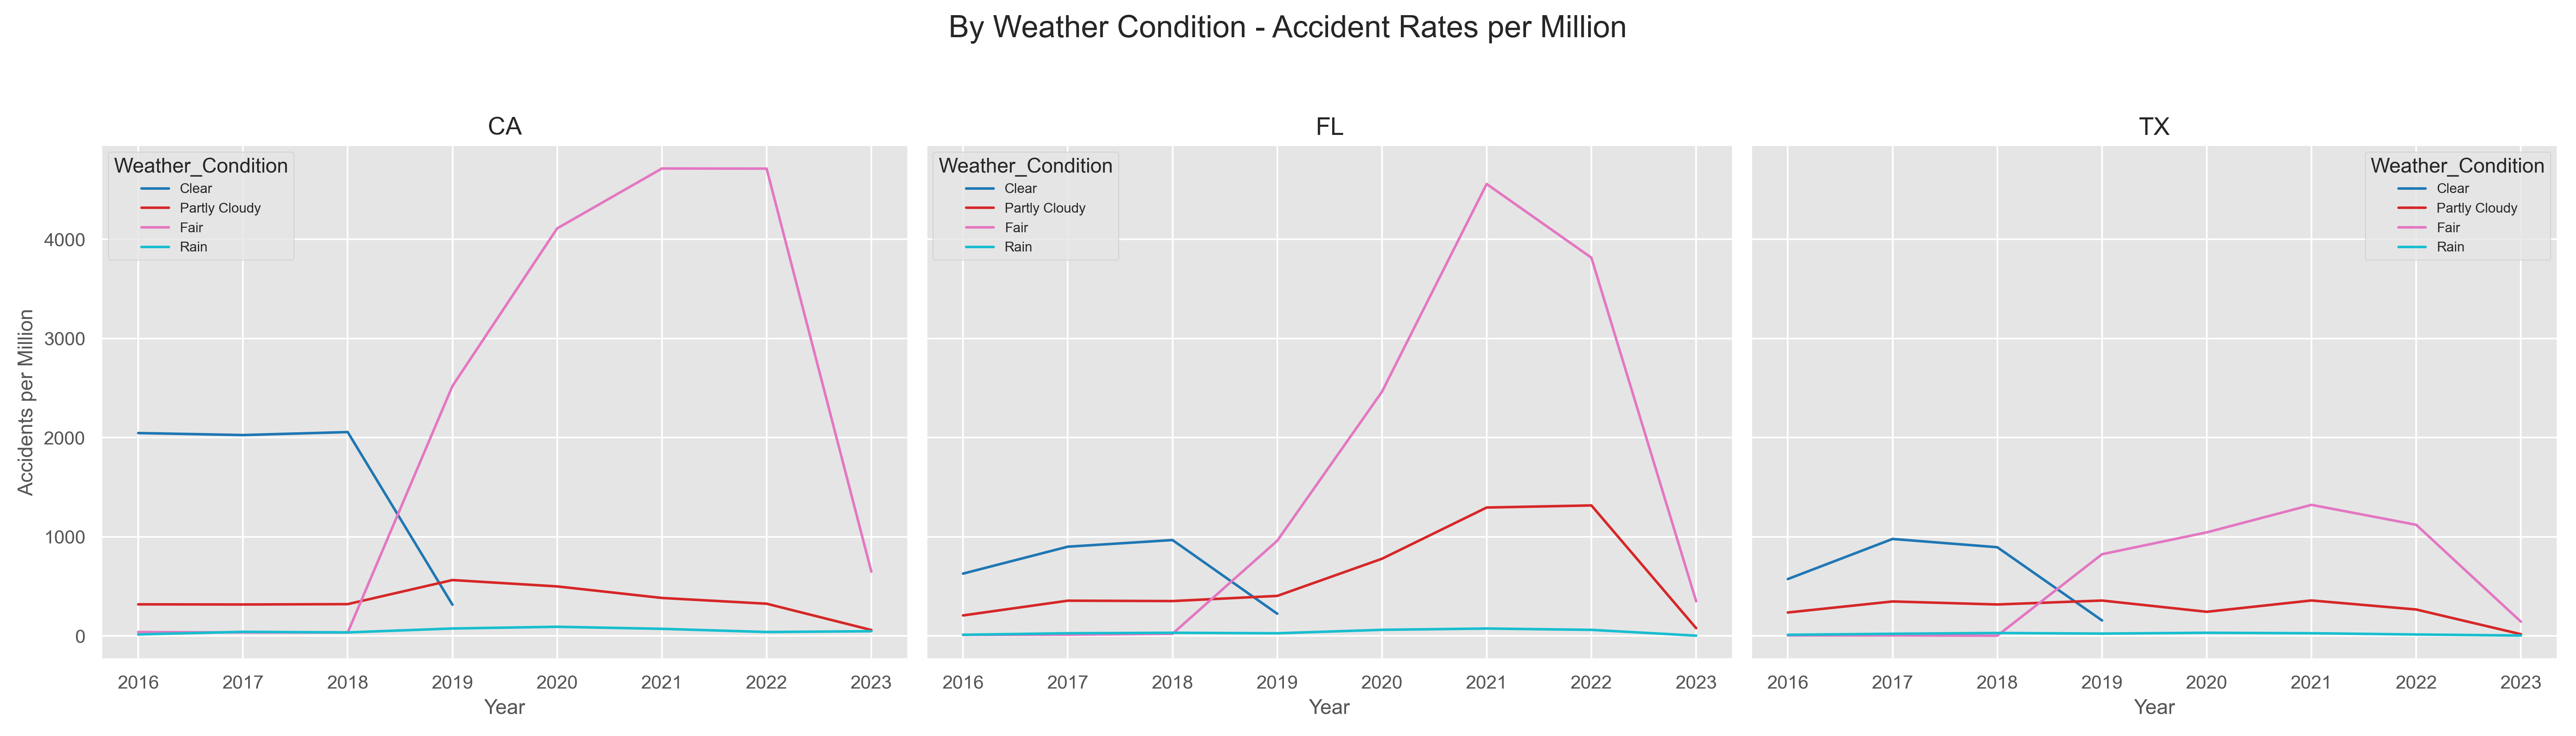 By Weather Condition - Accident Rates per Million
CA
Weather_Condition
Clear
Partly Cloudy
Fair
Rain
4000
3000
2000
1000
0
Accidents per Million
2016 2017 2018 2019 2020 2021 2022 2023
Year
FL
Weather_Condition
Clear
Partly Cloudy
Fair
Rain
2016 2017 2018 2019 2020 2021 2022 2023
Year
TX
Weather_Condition
Clear
Partly Cloudy
Fair
Rain
2016 2017 2018 2019 2020 2021 2022 2023
Year